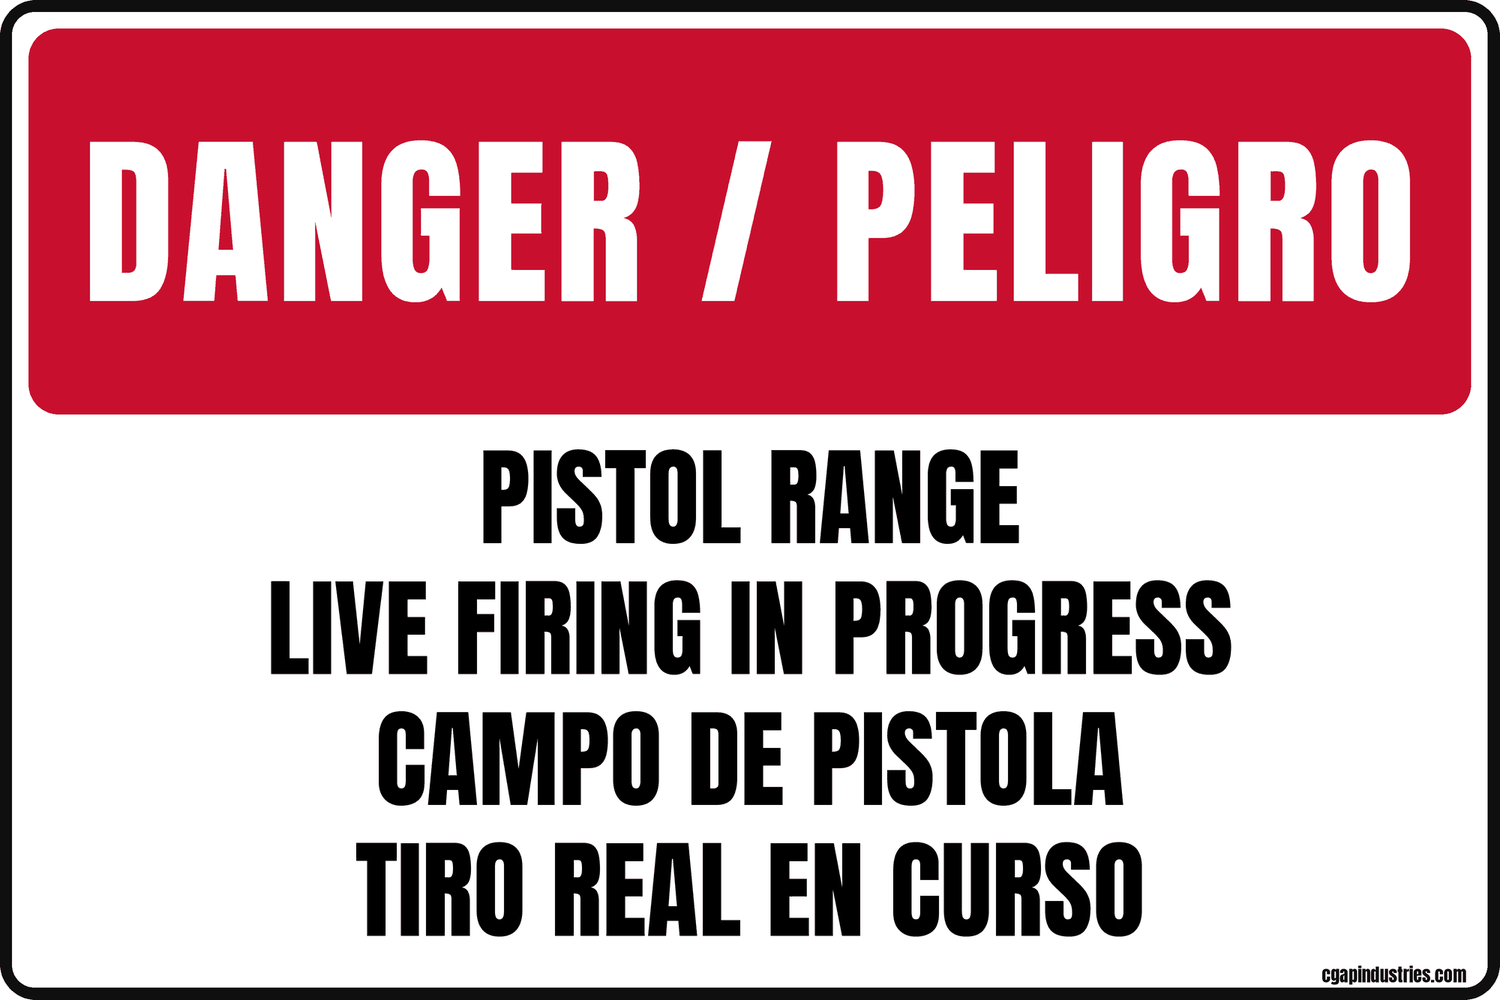 DANGER / PELIGRO
PISTOL RANGE
LIVE FIRING IN PROGRESS
CAMPO DE PISTOLA
TIRO REAL EN CURSO
cgapindustries.com